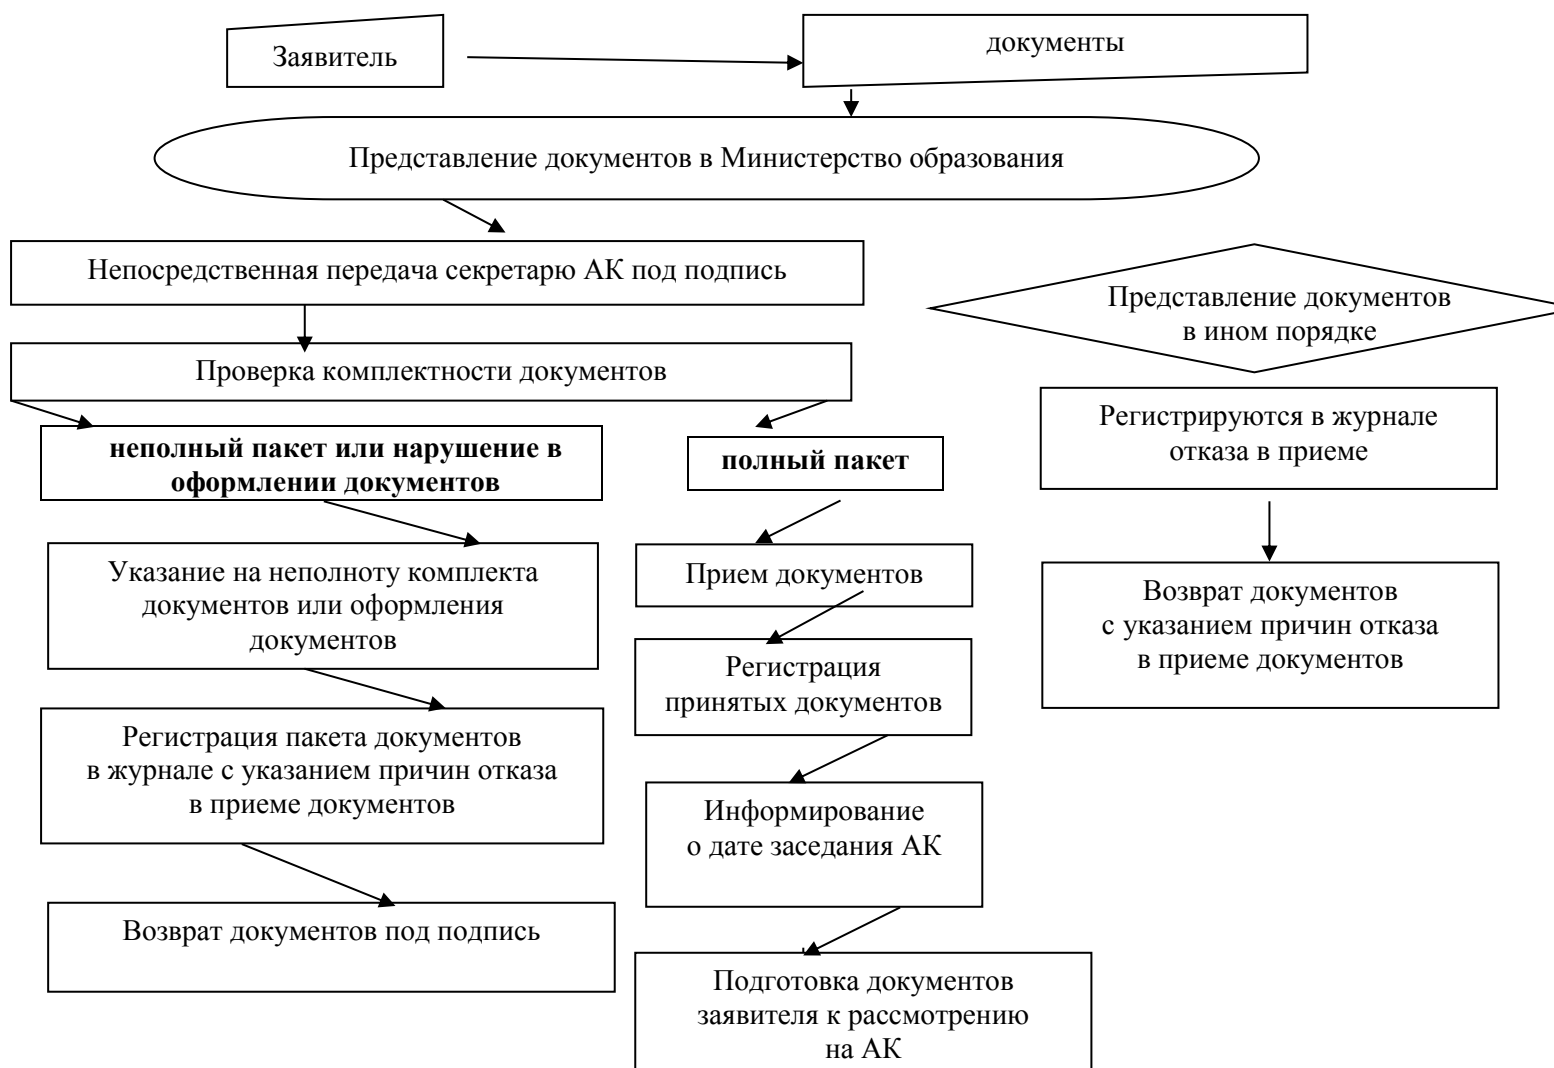 Заявитель
документы
Представление документов в Министерство образования
Непосредственная передача секретарю АК под подпись
Представление документов
в ином порядке
Проверка комплектности документов
неполный пакет или нарушение в
оформлении документов
полный пакет
Регистрируются в журнале
отказа в приеме
Указание на неполноту комплекта
документов или оформления
документов
Прием документов
Возврат документов
с указанием причин отказа
в приеме документов
Регистрация
принятых документов
Регистрация пакета документов
в журнале с указанием причин отказа
в приеме документов
Информирование
о дате заседания АК
Возврат документов под подпись
Подготовка документов
заявителя к рассмотрению
на АК